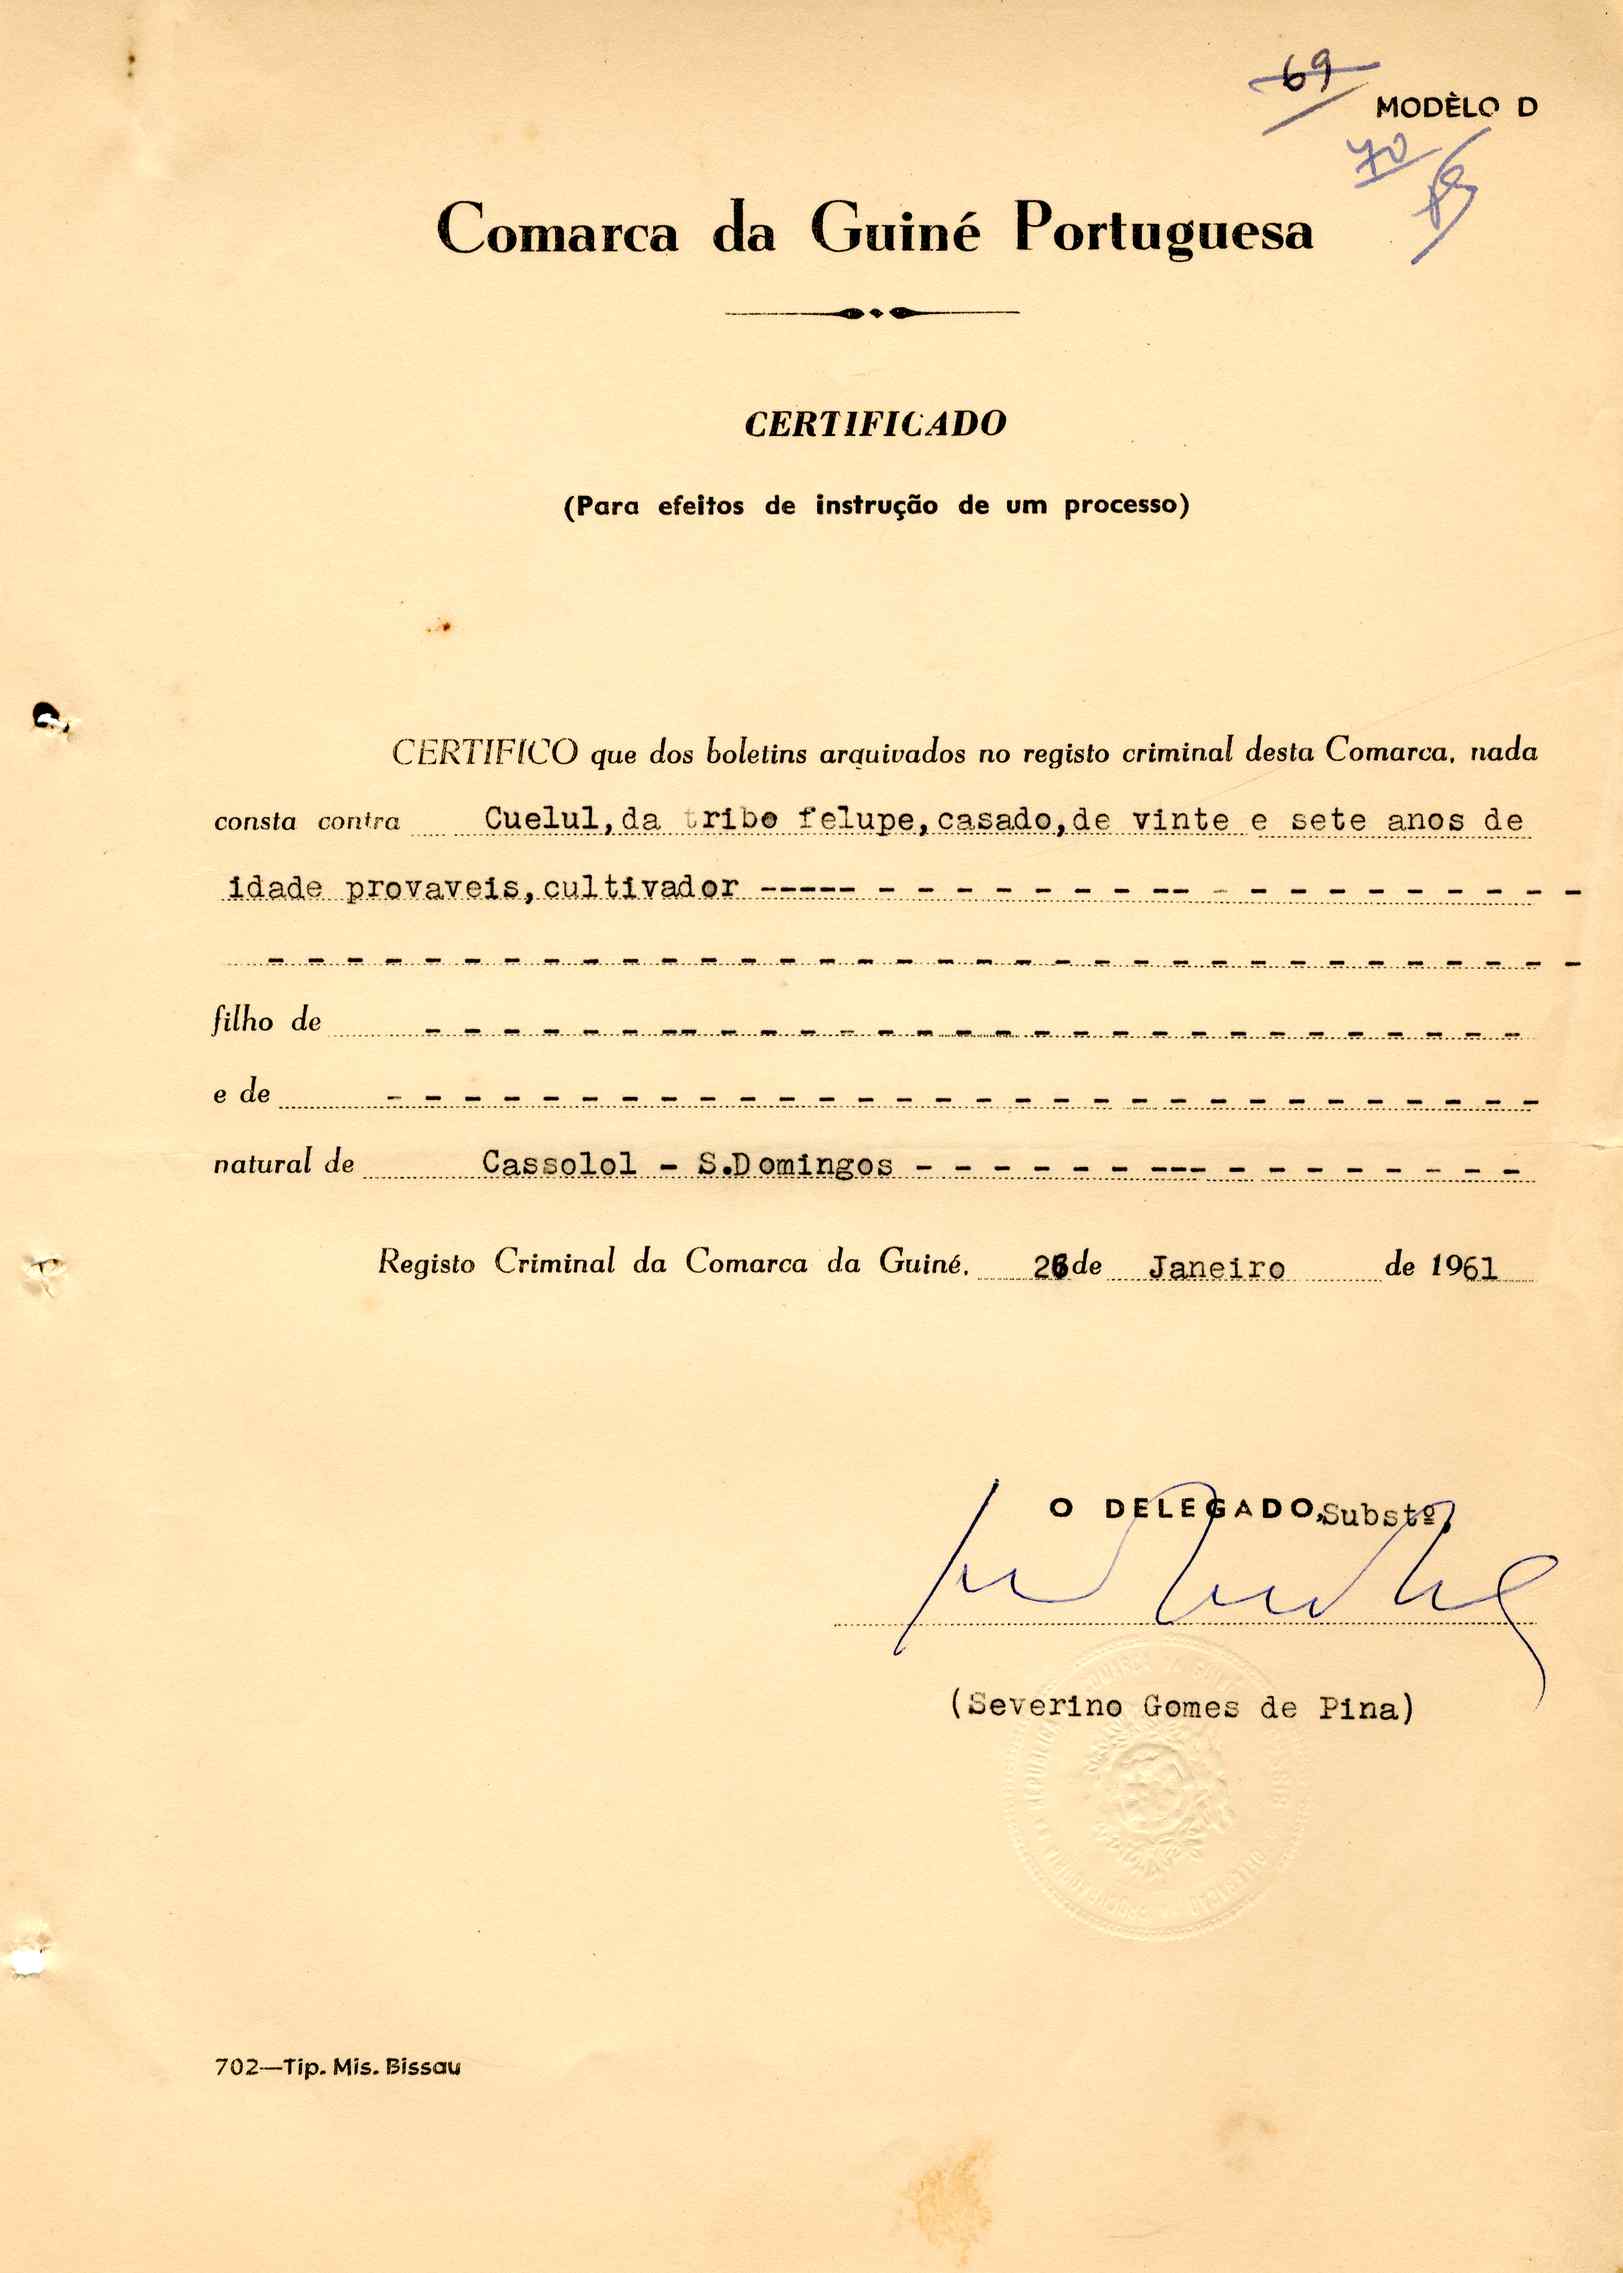 69
MODÈLO D
70
Comarca da Guiné Portuguesa
CERTIFICADO
(Para efeitos de instrução de um processo)
CERTIFICO que dos boletins arquivados no registo criminal desta Comarca, nada
consta contra Cuelul, da tribo felupe, casado, de vinte e sete anos de
idade provaveis, cultivador ----- - - - - - - - -- - - - - - - - - - -
- - - - - - - - - - - - - - - - - - - - - - - - - - - - - - - - - -
filho de - - - - - - -- - - - - - - - - - - - - - - - - - - - - -
e de - - - - - - - - - - - - - - - - - - - - - - - - - - - - - -
natural de Cassolol - S.Domingos - - - - - - --- - - - - - - - -
Registo Criminal da Comarca da Guiné, 26 de Janeiro de 1961
O DELEGADO, Substº,
(Severino Gomes de Pina)
702—Tip. Mis. Bissau